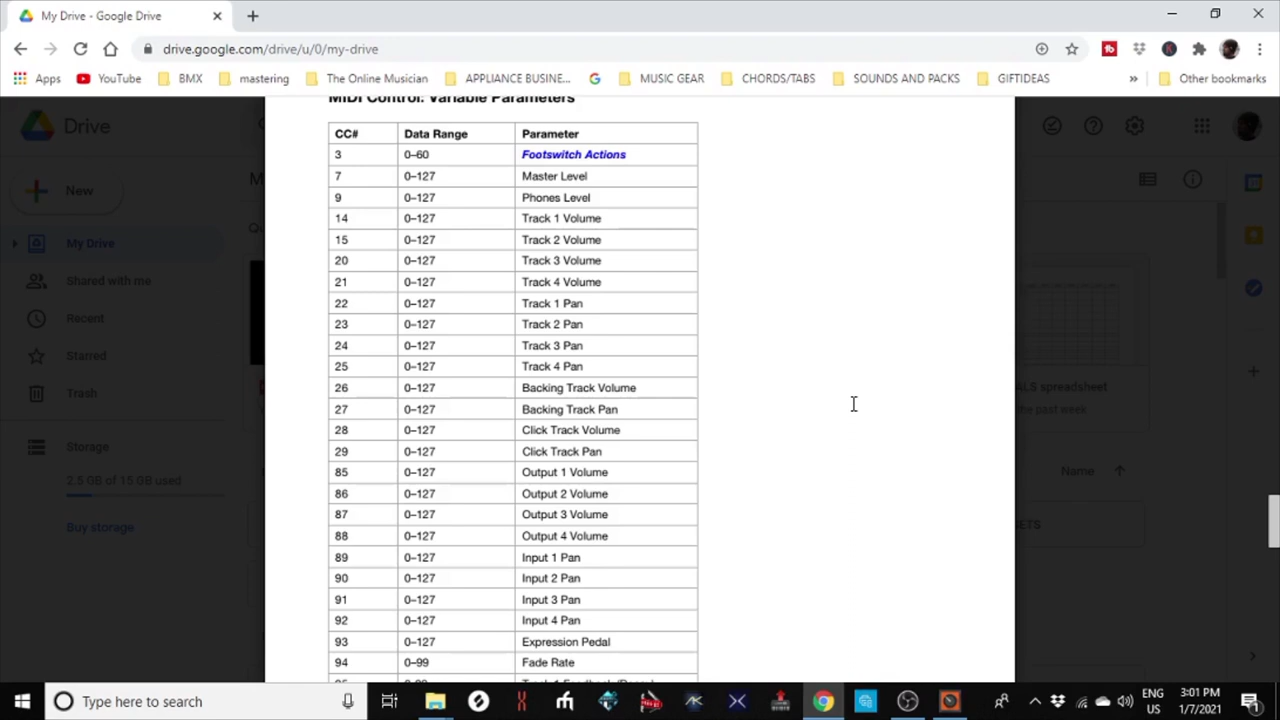 My Drive - Google Drive
drive.google.com/drive/u/0/my-drive
Apps YouTube BMX mastering The Online Musician APPLIANCE BUSINE... MUSIC GEAR CHORDS/TABS SOUNDS AND PACKS GIFTIDEAS » Other bookmarks
Drive
New
My Drive
Shared with me
Recent
Starred
Trash
Storage
2.5 GB of 15 GB used
Buy storage
MIDI Control: Variable Parameters
CC# Data Range Parameter
3 0–60 Footswitch Actions
7 0–127 Master Level
9 0–127 Phones Level
14 0–127 Track 1 Volume
15 0–127 Track 2 Volume
20 0–127 Track 3 Volume
21 0–127 Track 4 Volume
22 0–127 Track 1 Pan
23 0–127 Track 2 Pan
24 0–127 Track 3 Pan
25 0–127 Track 4 Pan
26 0–127 Backing Track Volume
27 0–127 Backing Track Pan
28 0–127 Click Track Volume
29 0–127 Click Track Pan
85 0–127 Output 1 Volume
86 0–127 Output 2 Volume
87 0–127 Output 3 Volume
88 0–127 Output 4 Volume
89 0–127 Input 1 Pan
90 0–127 Input 2 Pan
91 0–127 Input 3 Pan
92 0–127 Input 4 Pan
93 0–127 Expression Pedal
94 0–99 Fade Rate
ALS spreadsheet
the past week
Name
ETS
Type here to search
ENG
US
3:01 PM
1/7/2021